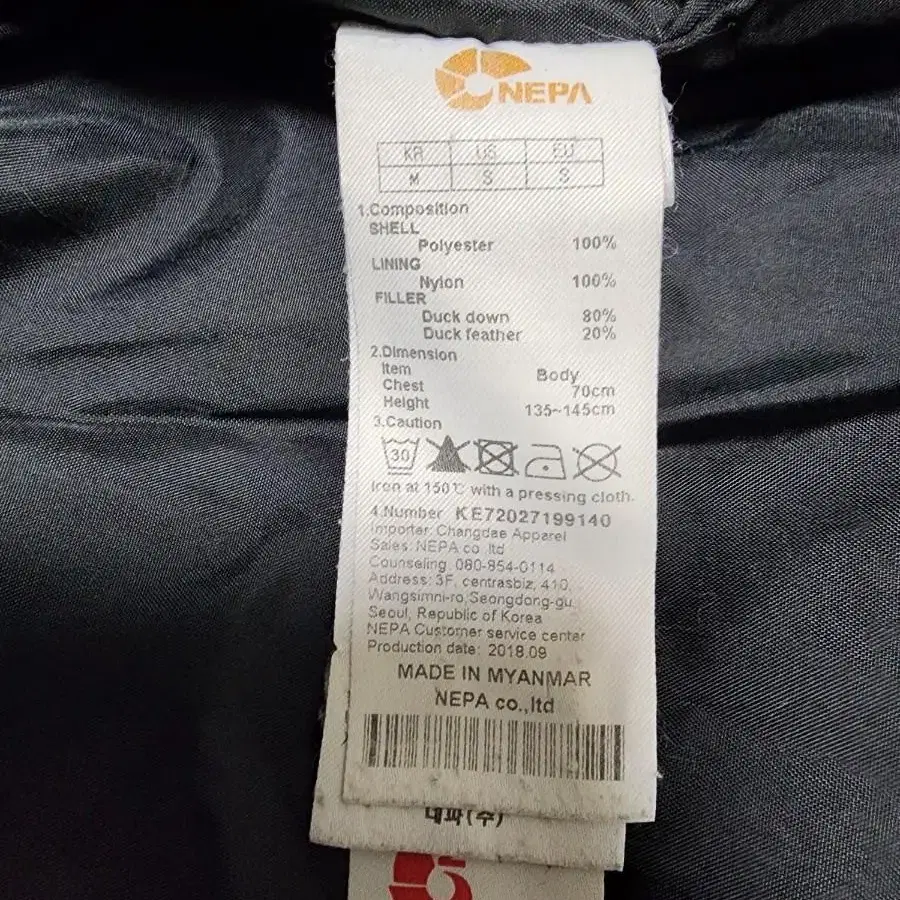 NEPA
KR US EU
M S S
1.Composition
SHELL
Polyester 100%
LINING
Nylon 100%
FILLER
Duck down 80%
Duck feather 20%
2.Dimension
Item Body
Chest 70cm
Height 135~145cm
3.Caution
30
Iron at 150℃ with a pressing cloth.
4.Number KE72027199140
Importer: Changdae Apparel
Sales: NEPA co.,ltd
Counseling: 080-854-0114
Address: 3F, centrasbiz, 410,
Wangsimni-ro,Seongdong-gu,
Seoul, Republic of Korea
NEPA Customer service center
Production date: 2018.09
MADE IN MYANMAR
NEPA co.,ltd
네파(주)